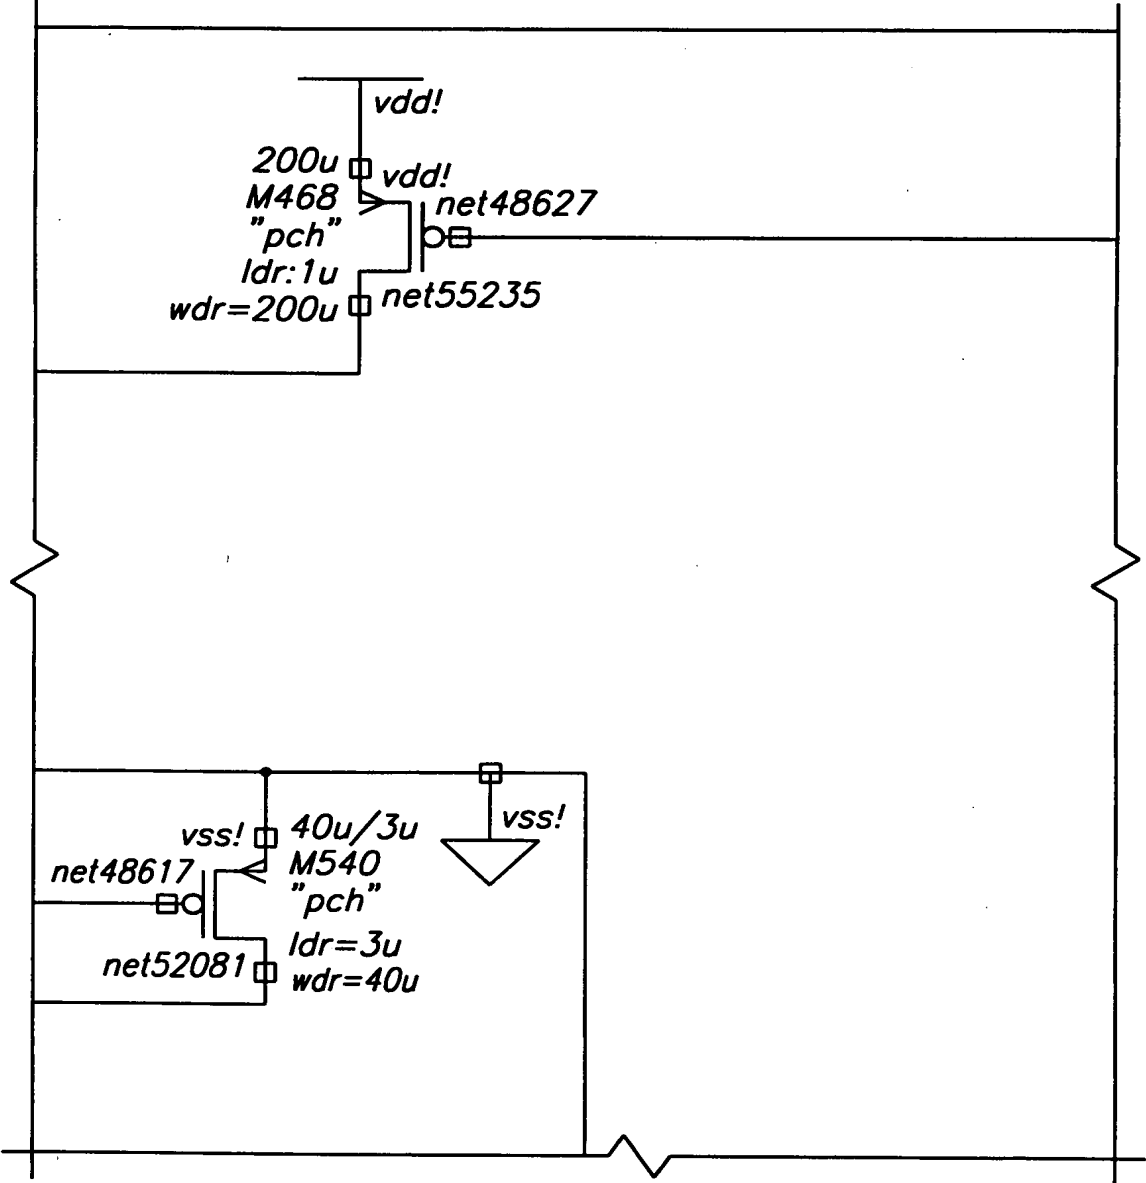 vdd!
200u
vdd!
M468
net48627
"pch"
ldr:1u
net55235
wdr=200u
vss!
vss!
40u/3u
net48617
M540
"pch"
ldr=3u
net52081
wdr=40u